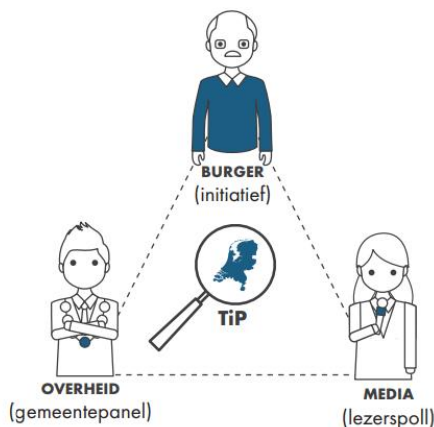 BURGER
(initiatief)
TiP
OVERHEID
(gemeentepanel)
MEDIA
(lezerspoll)